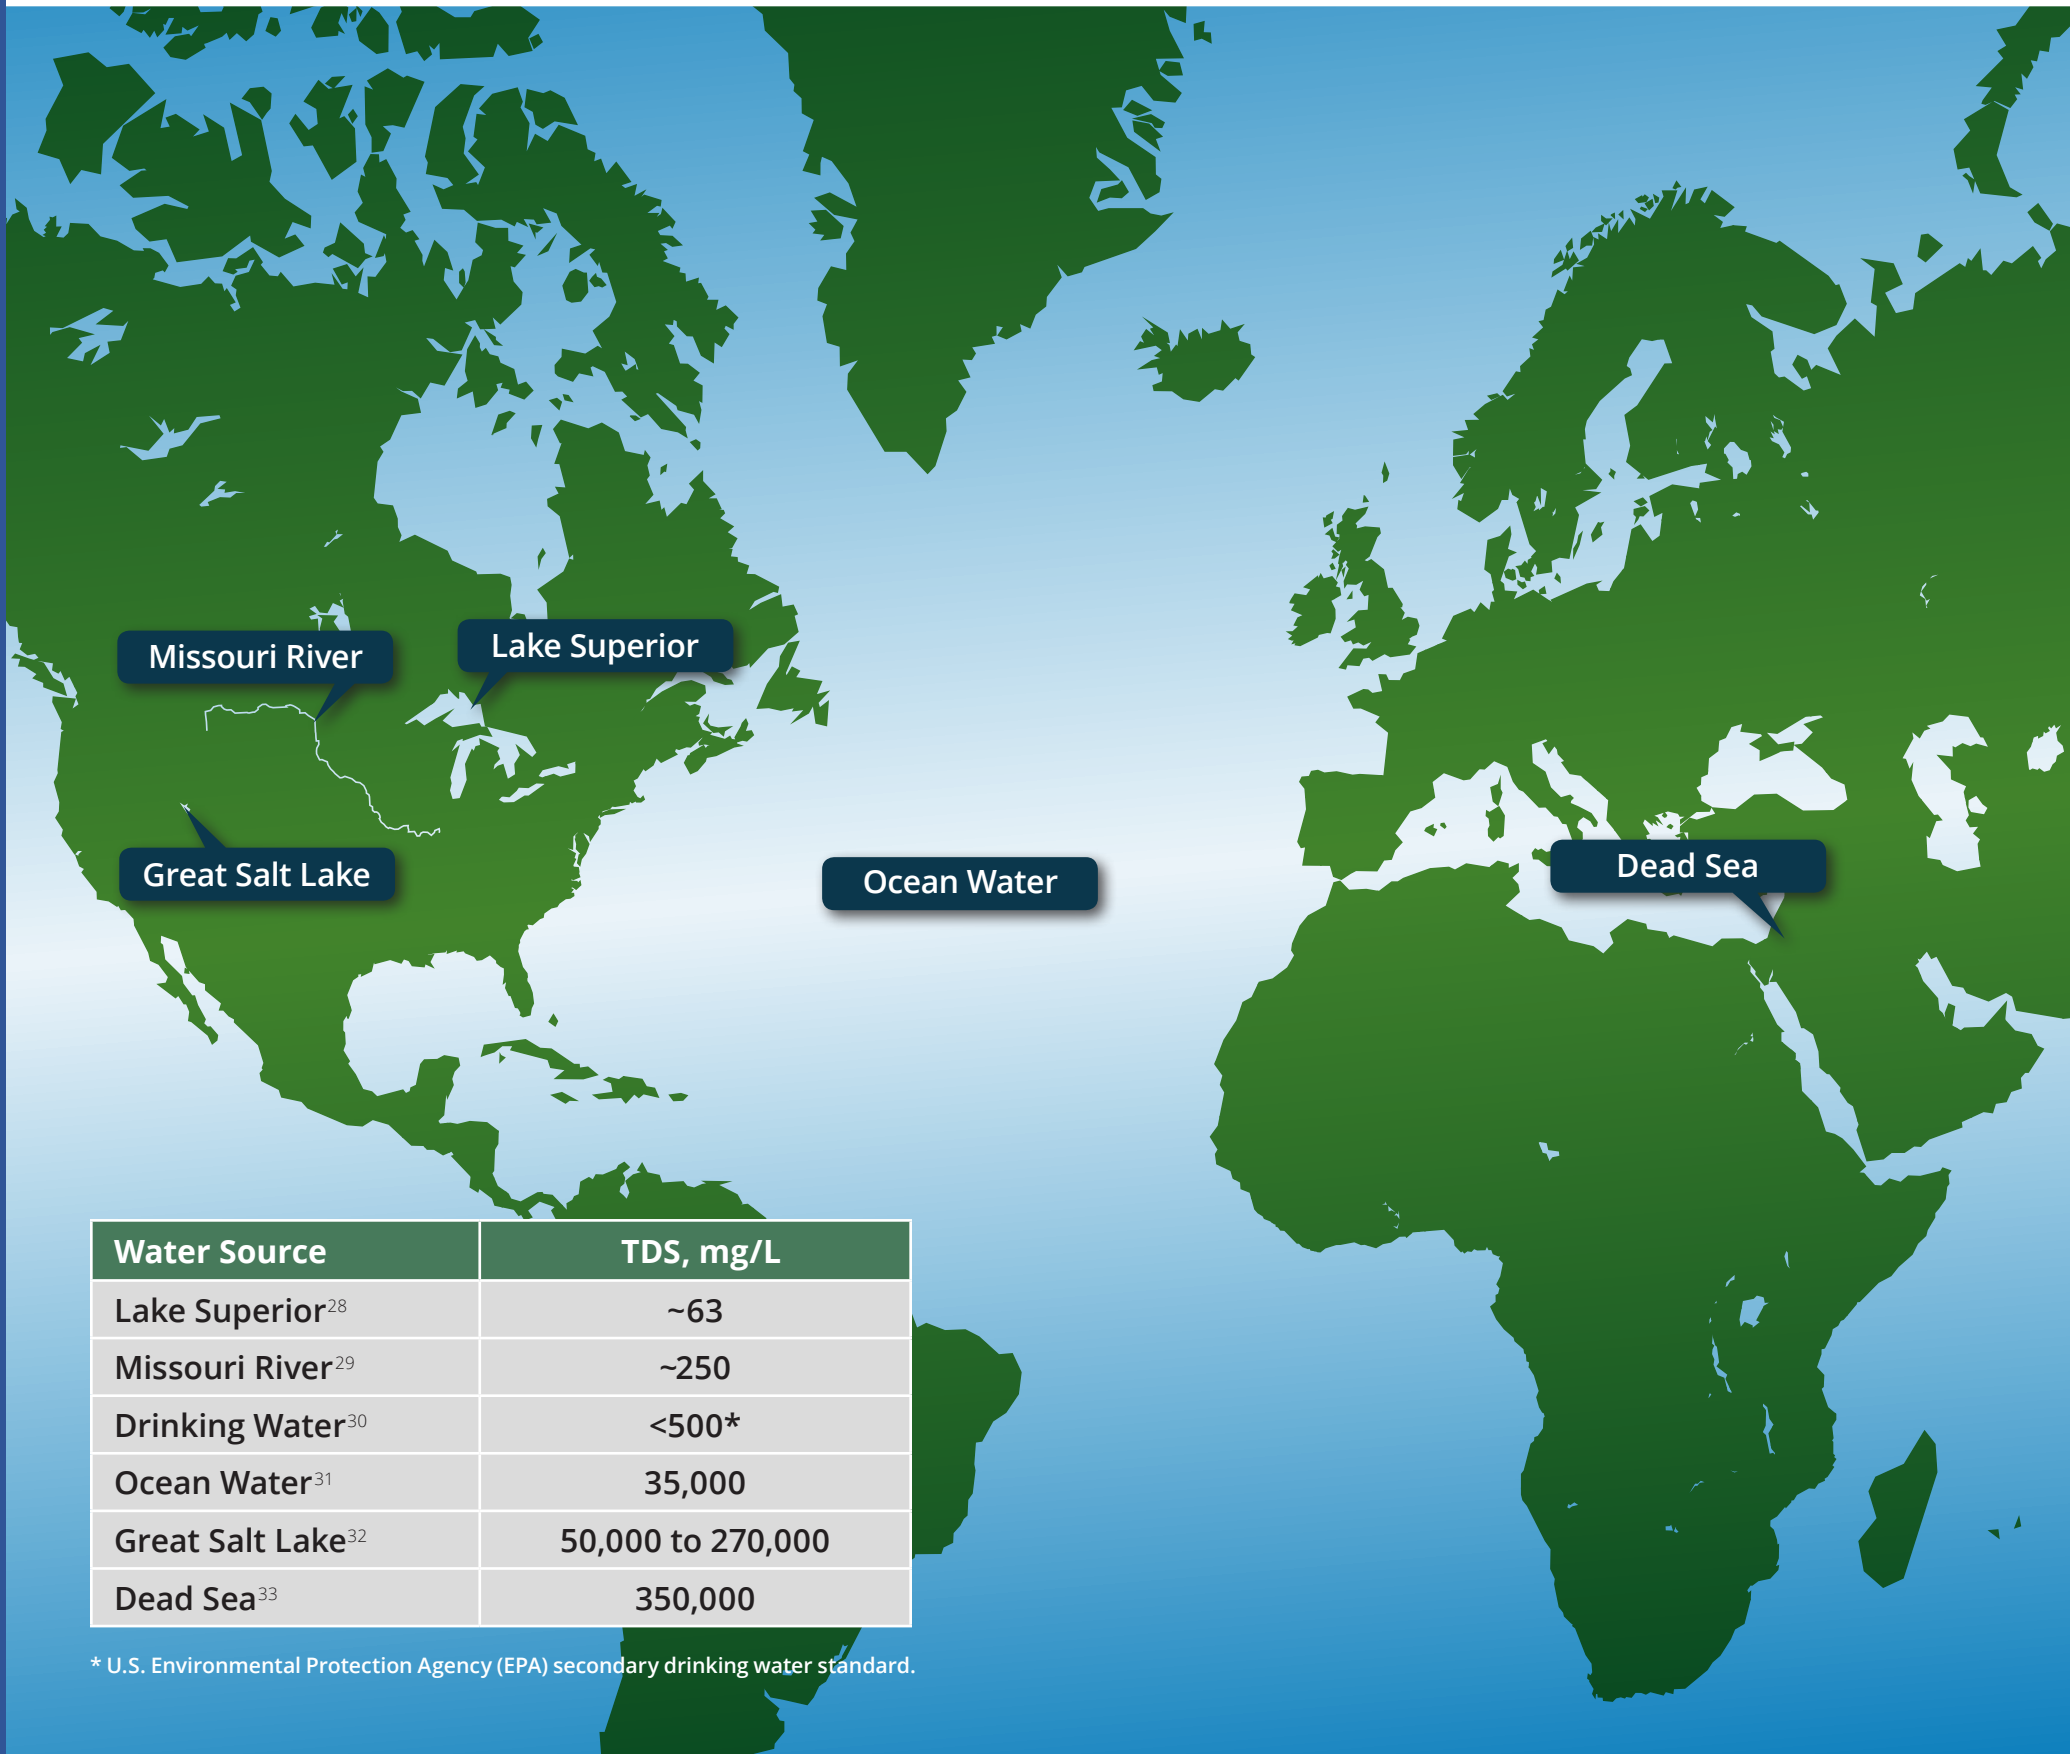 Missouri River
Lake Superior
Great Salt Lake
Ocean Water
Dead Sea
Water Source TDS, mg/L
Lake Superior28 ~63
Missouri River29 ~250
Drinking Water30 <500*
Ocean Water31 35,000
Great Salt Lake32 50,000 to 270,000
Dead Sea33 350,000
* U.S. Environmental Protection Agency (EPA) secondary drinking water standard.